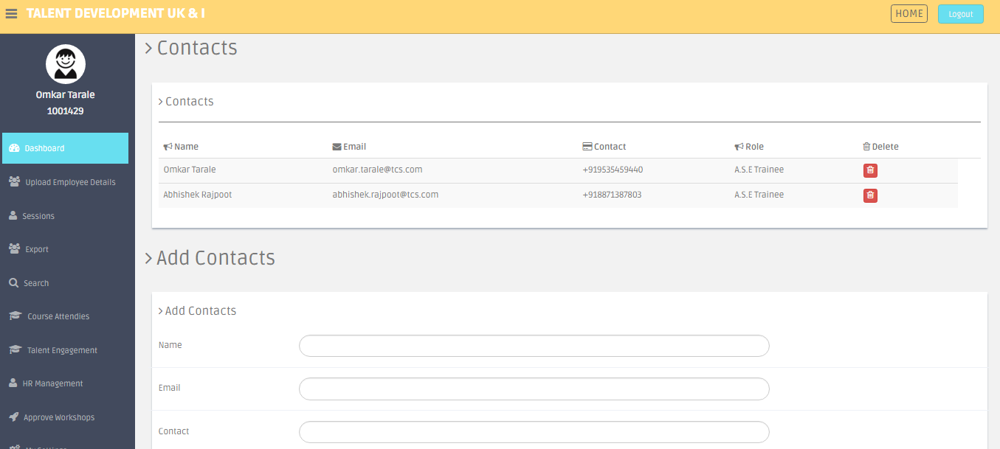 TALENT DEVELOPMENT UK & I
HOME
Logout
Omkar Tarale
1001429
Dashboard
Upload Employee Details
Sessions
Export
Search
Course Attendies
Talent Engagement
HR Management
Approve Workshops
My Settings
Contacts
Contacts
Name Email Contact Role Delete
Omkar Tarale omkar.tarale@tcs.com +919535459440 A.S.E Trainee
Abhishek Rajpoot abhishek.rajpoot@tcs.com +918871387803 A.S.E Trainee
Add Contacts
Add Contacts
Name
Email
Contact